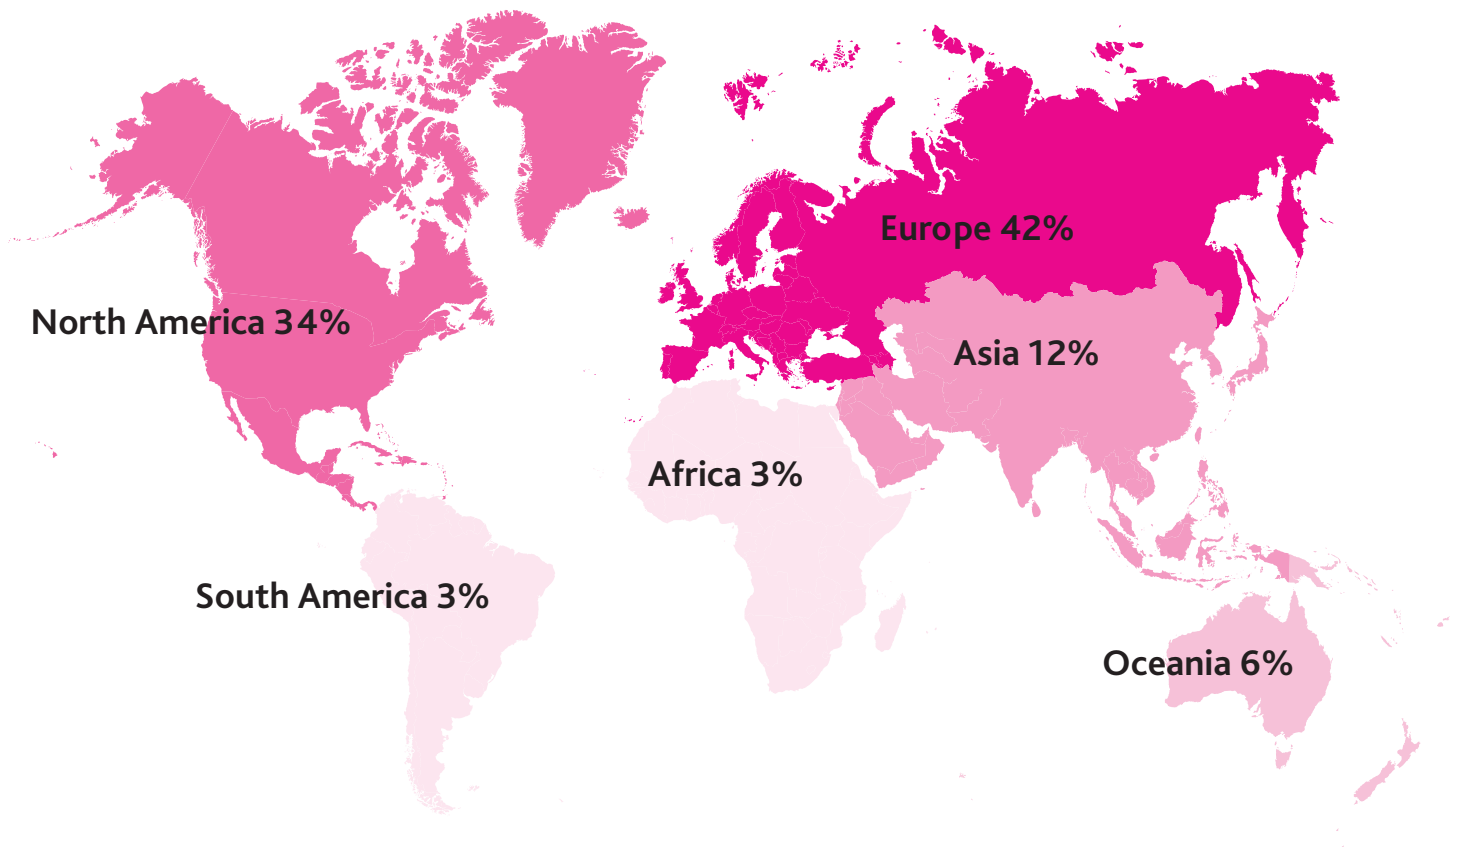 Europe 42%
North America 34%
Asia 12%
Africa 3%
South America 3%
Oceania 6%